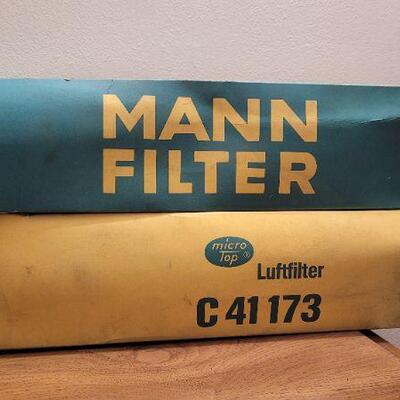 MANN
FILTER
micro
Top ®
Luftfilter
C 41 173